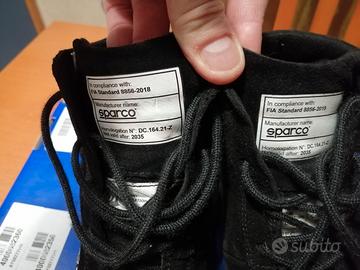 In compliance with:
FIA Standard 8856-2018
Manufacturer name:
sparco
Homologation N°: DC.164.21-Z
Not valid after: 2035
In compliance with:
FIA Standard 8856-2018
Manufacturer name:
sparco
Homologation N°: DC.164.21-Z
Not valid after: 2035
subito